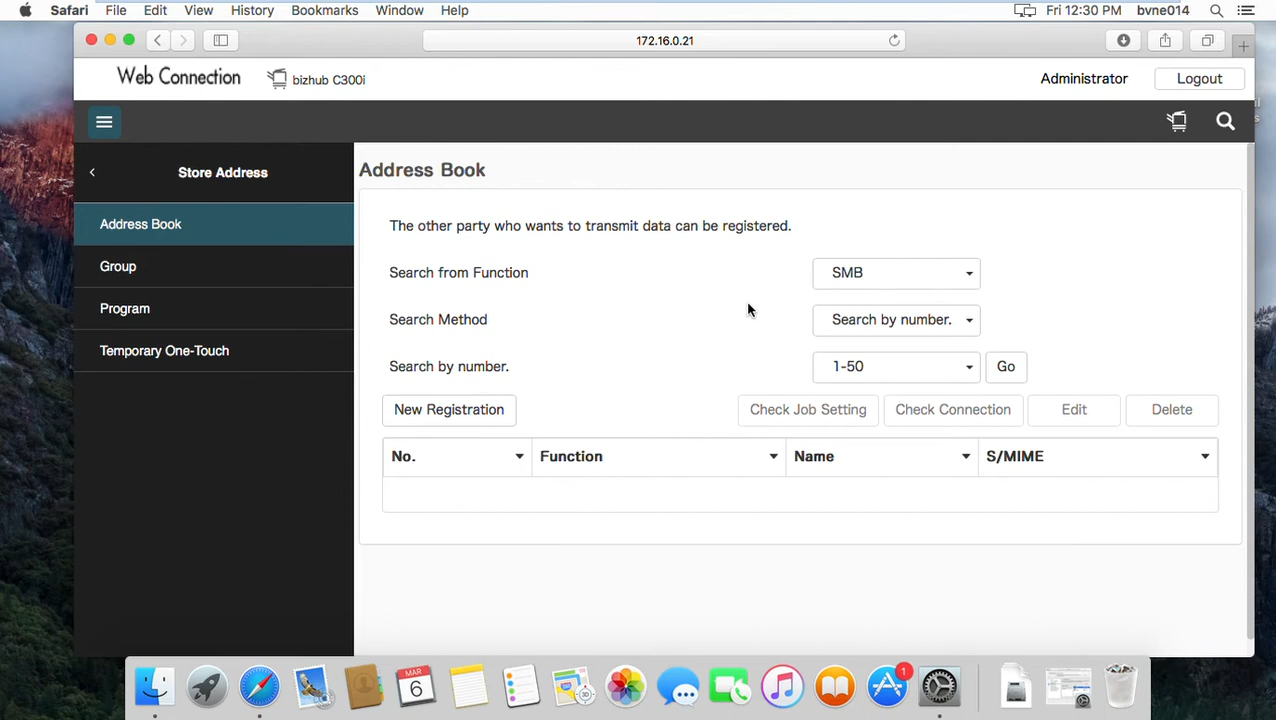 Safari File Edit View History Bookmarks Window Help Fri 12:30 PM bvne014
172.16.0.21
Web Connection bizhub C300i Administrator Logout
Store Address
Address Book
Group
Program
Temporary One-Touch
Address Book
The other party who wants to transmit data can be registered.
Search from Function SMB
Search Method Search by number.
Search by number. 1-50 Go
New Registration Check Job Setting Check Connection Edit Delete
No. Function Name S/MIME
MAR
6
1